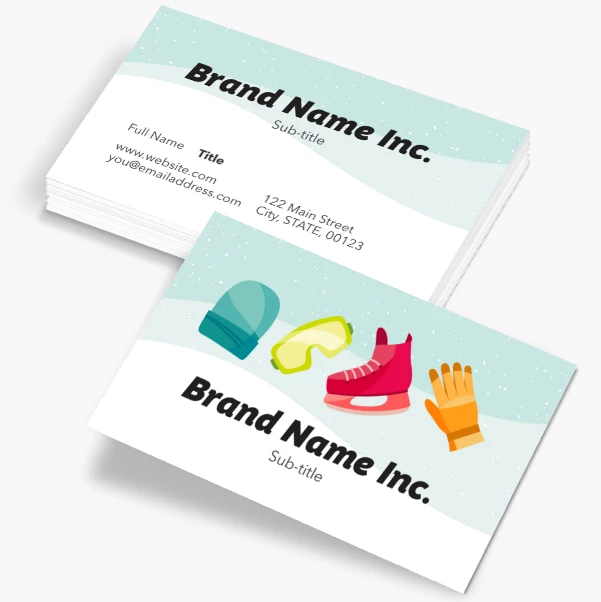 Brand Name Inc.
Sub-title
Full Name
Title
www.website.com
you@emailaddress.com
122 Main Street
City, STATE, 00123
Brand Name Inc.
Sub-title